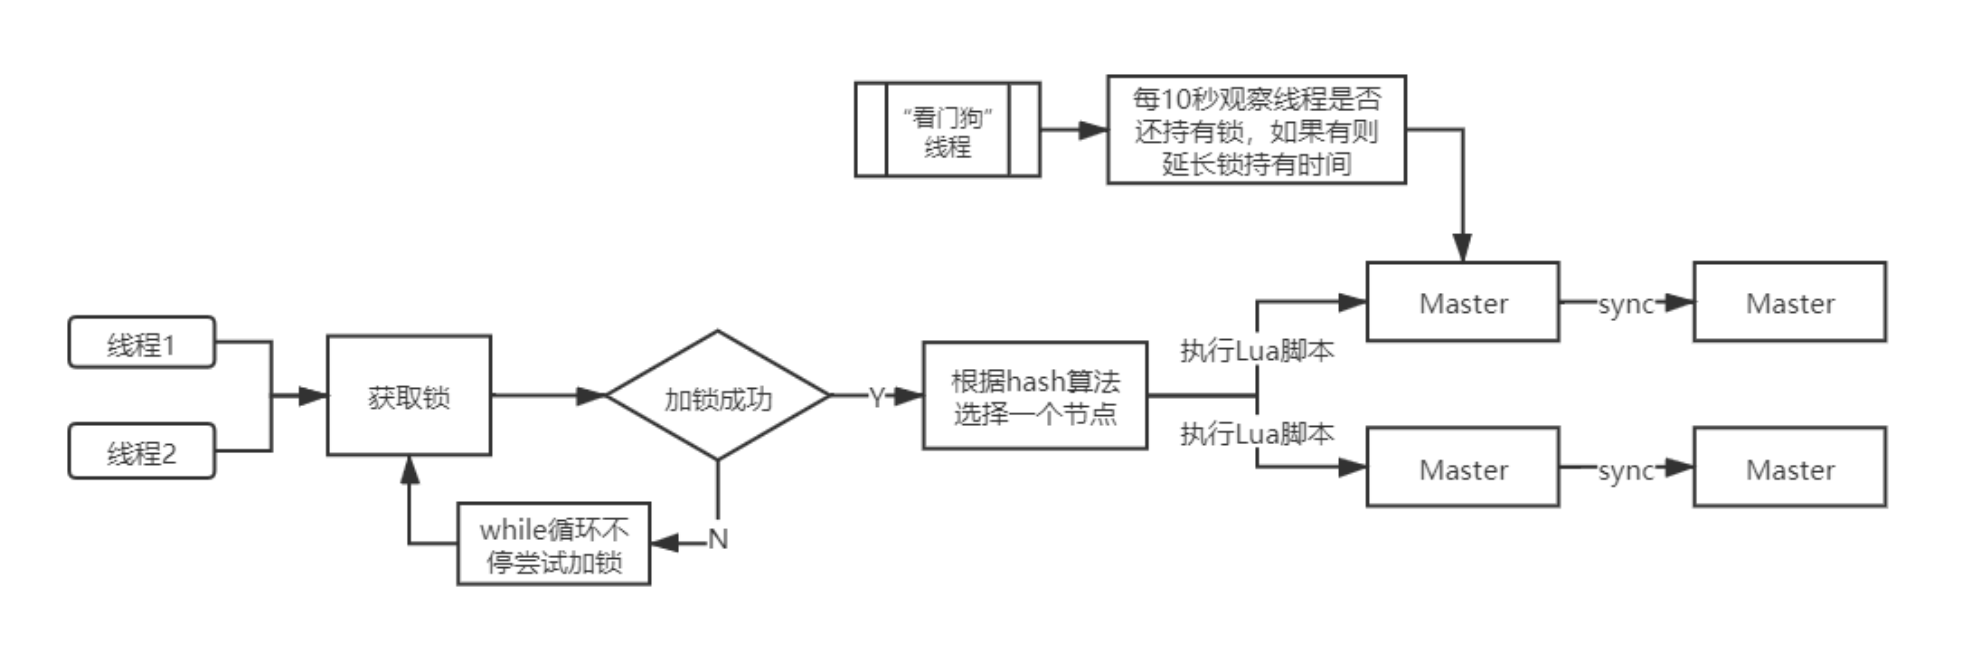 “看门狗”
线程
每10秒观察线程是否
还持有锁，如果有则
延长锁持有时间
线程1
线程2
获取锁
加锁成功
Y
N
while循环不
停尝试加锁
根据hash算法
选择一个节点
执行Lua脚本
执行Lua脚本
Master
sync
Master
Master
sync
Master